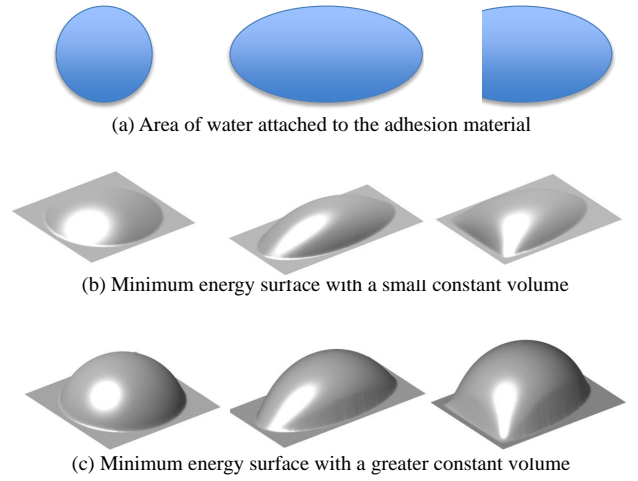 (a) Area of water attached to the adhesion material
(b) Minimum energy surface with a small constant volume
(c) Minimum energy surface with a greater constant volume